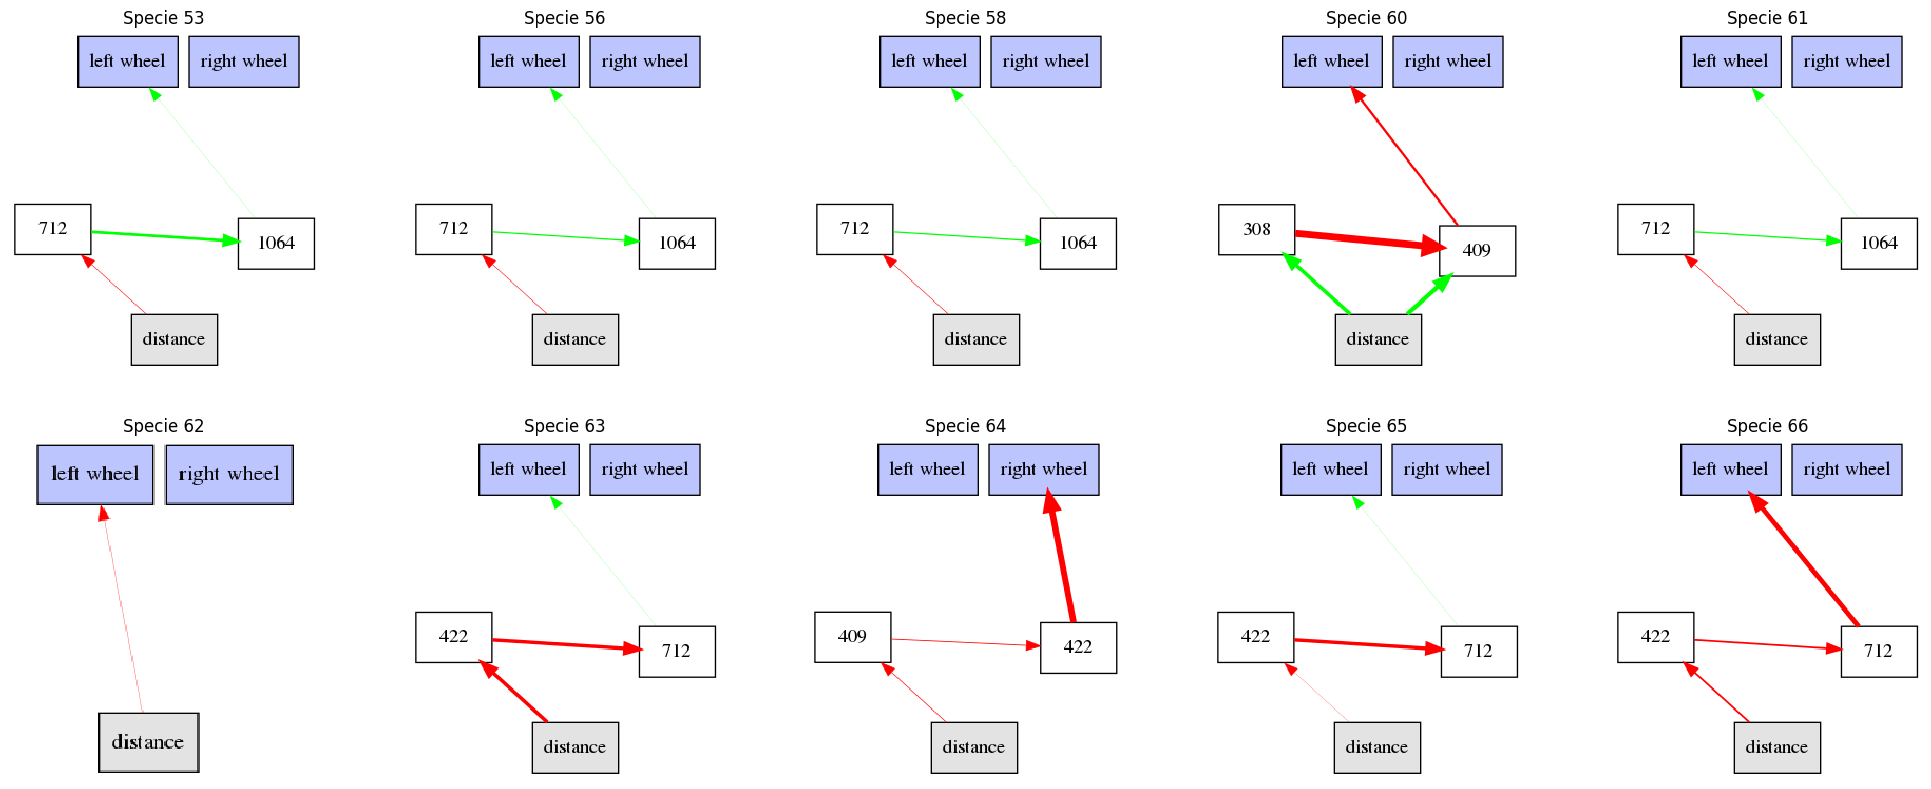 Specie 53
left wheel
right wheel
712
1064
distance
Specie 56
left wheel
right wheel
712
1064
distance
Specie 58
left wheel
right wheel
712
1064
distance
Specie 60
left wheel
right wheel
308
409
distance
Specie 61
left wheel
right wheel
712
1064
distance
Specie 62
left wheel
right wheel
distance
Specie 63
left wheel
right wheel
422
712
distance
Specie 64
left wheel
right wheel
409
422
distance
Specie 65
left wheel
right wheel
422
712
distance
Specie 66
left wheel
right wheel
422
712
distance